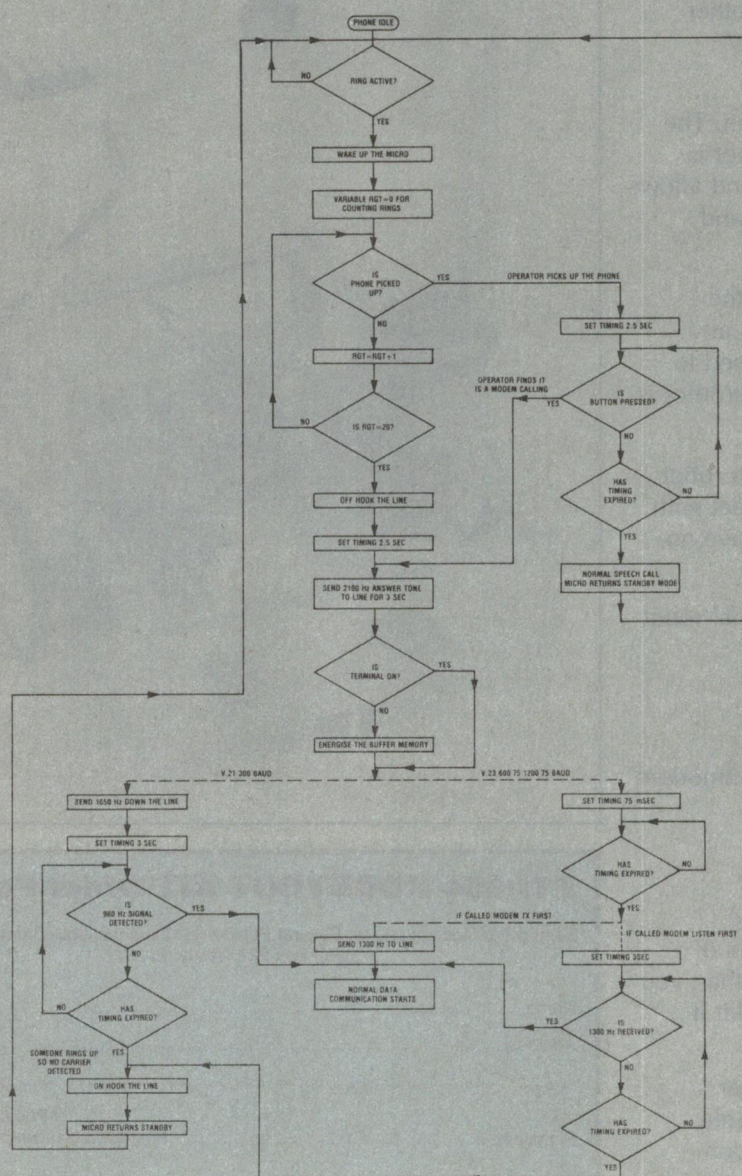 PHONE IDLE
NO
RING ACTIVE?
YES
WAKE UP THE MICRO
VARIABLE RGT=0 FOR
COUNTING RINGS
IS
PHONE PICKED
UP?
YES
OPERATOR PICKS UP THE PHONE
NO
SET TIMING 2.5 SEC
RGT=RGT+1
OPERATOR FINDS IT
IS A MODEM CALLING
YES
IS
BUTTON PRESSED?
NO
NO
IS RGT=20?
YES
HAS
TIMING
EXPIRED?
NO
YES
OFF HOOK THE LINE
SET TIMING 2.5 SEC
NORMAL SPEECH CALL
MICRO RETURNS STANDBY MODE
SEND 2100 Hz ANSWER TONE
TO LINE FOR 3 SEC
IS
TERMINAL ON?
YES
NO
ENERGISE THE BUFFER MEMORY
V.21 300 BAUD
V.23 600 75 1200 75 BAUD
SEND 1650 Hz DOWN THE LINE
SET TIMING 75 mSEC
SET TIMING 3 SEC
HAS
TIMING EXPIRED?
NO
YES
IS
980 Hz SIGNAL
DETECTED?
YES
NO
IF CALLED MODEM TX FIRST
IF CALLED MODEM LISTEN FIRST
SEND 1300 Hz TO LINE
SET TIMING 3SEC
NORMAL DATA
COMMUNICATION STARTS
NO
HAS
TIMING EXPIRED?
YES
YES
IS
1300 Hz RECEIVED?
NO
SOMEONE RINGS UP
SO NO CARRIER
DETECTED
ON HOOK THE LINE
MICRO RETURNS STANDBY
HAS
TIMING EXPIRED?
NO
YES